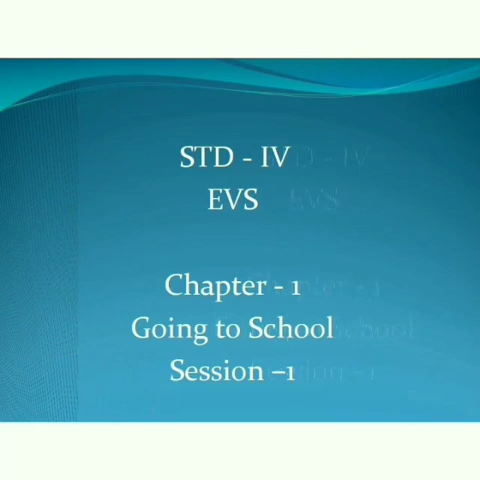 STD - IV
EVS
Chapter - 1
Going to School
Session –1